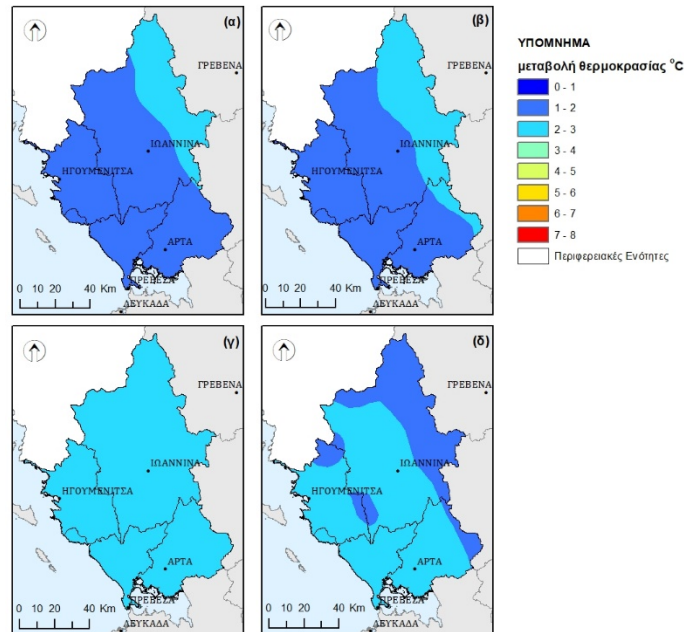 (α)
ΓΡΕΒΕΝΑ
ΙΩΑΝΝΙΝΑ
ΗΓΟΥΜΕΝΙΤΣΑ
ΑΡΤΑ
ΠΡΕΒΕΖΑ
0 10 20 40 Km
ΛΕΥΚΑΔΑ
(β)
ΓΡΕΒΕΝΑ
ΙΩΑΝΝΙΝΑ
ΗΓΟΥΜΕΝΙΤΣΑ
ΑΡΤΑ
ΠΡΕΒΕΖΑ
0 10 20 40 Km
ΛΕΥΚΑΔΑ
ΥΠΟΜΝΗΜΑ
μεταβολή θερμοκρασίας °C
0 - 1
1 - 2
2 - 3
3 - 4
4 - 5
5 - 6
6 - 7
7 - 8
Περιφερειακές Ενότητες
(γ)
ΓΡΕΒΕΝΑ
ΙΩΑΝΝΙΝΑ
ΗΓΟΥΜΕΝΙΤΣΑ
ΑΡΤΑ
0 10 20 40 Km
ΠΡΕΒΕΖΑ
ΛΕΥΚΑΔΑ
(δ)
ΓΡΕΒΕΝΑ
ΙΩΑΝΝΙΝΑ
ΗΓΟΥΜΕΝΙΤΣΑ
ΑΡΤΑ
0 10 20 40 Km
ΠΡΕΒΕΖΑ
ΛΕΥΚΑΔΑ